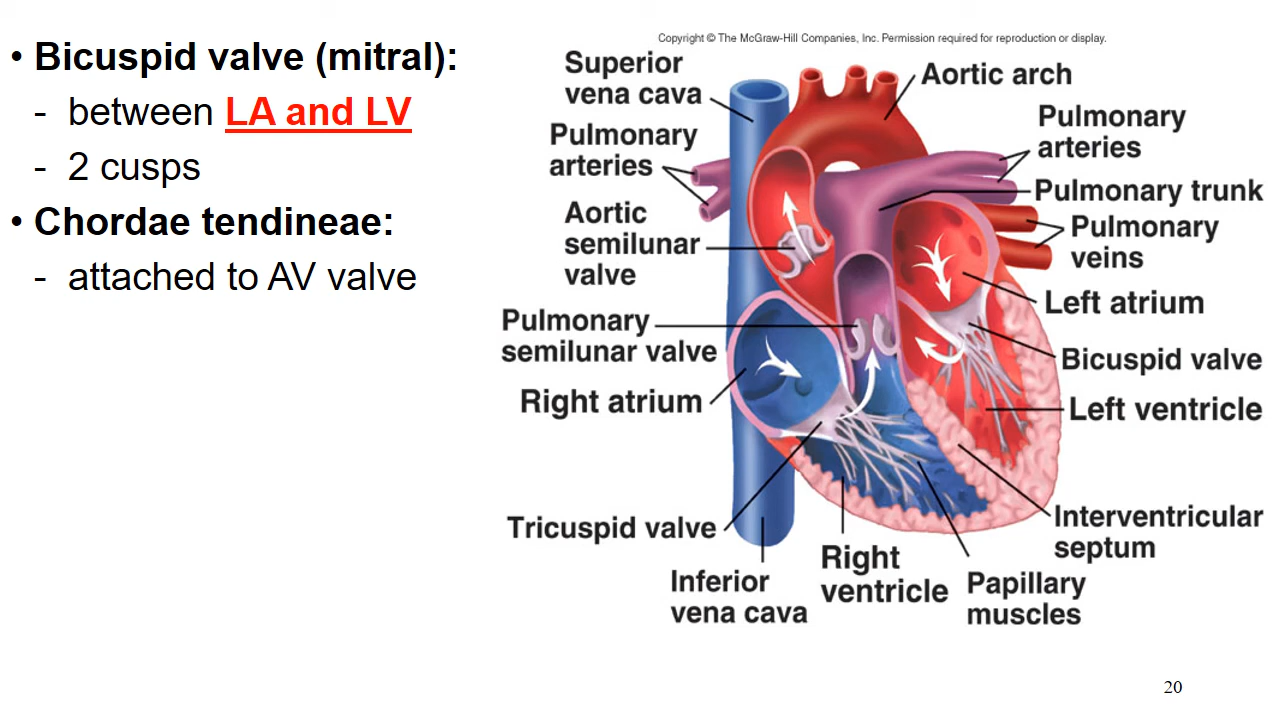 • Bicuspid valve (mitral):
- between LA and LV
- 2 cusps
• Chordae tendineae:
- attached to AV valve
Copyright © The McGraw-Hill Companies, Inc. Permission required for reproduction or display.
Superior
vena cava
Pulmonary
arteries
Aortic
semilunar
valve
Pulmonary
semilunar valve
Right atrium
Tricuspid valve
Inferior
vena cava
Right
ventricle
Papillary
muscles
Aortic arch
Pulmonary
arteries
Pulmonary trunk
Pulmonary
veins
Left atrium
Bicuspid valve
Left ventricle
Interventricular
septum
20